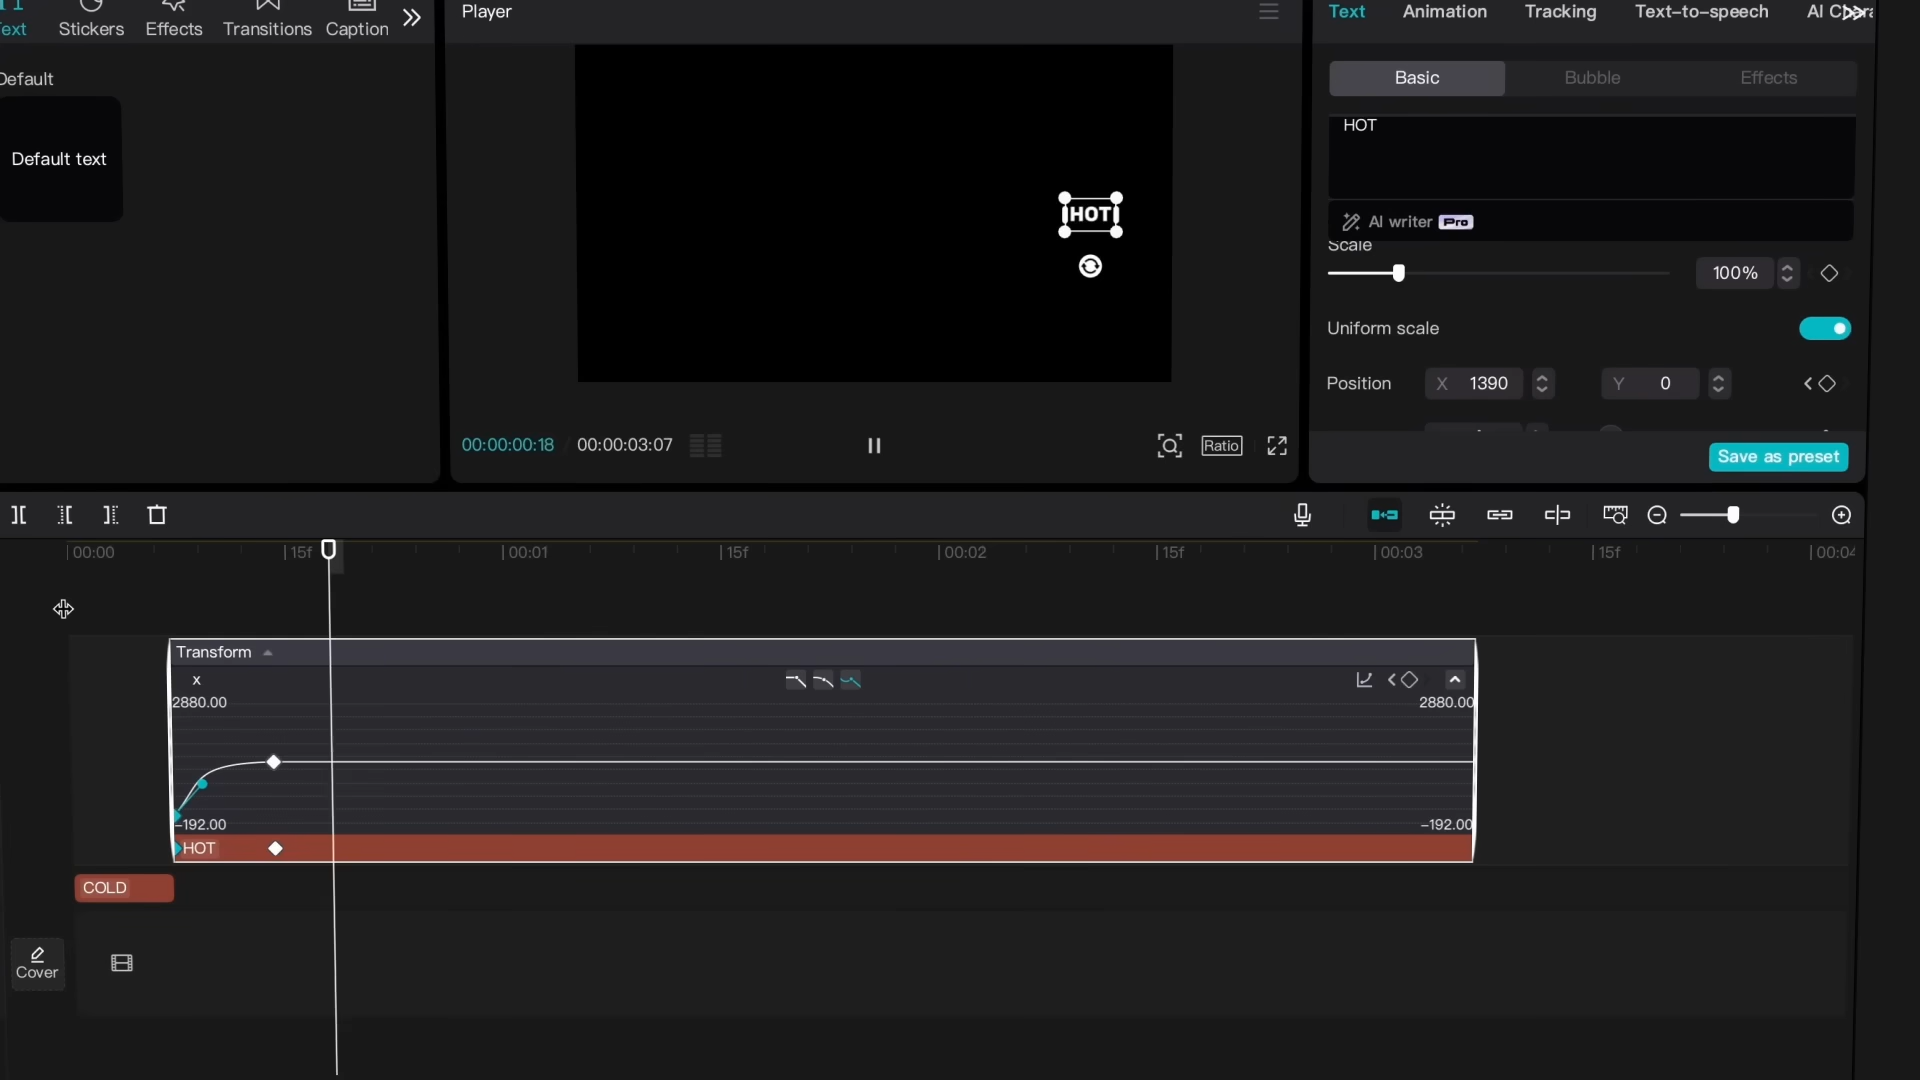 Text
Stickers
Effects
Transitions
Caption
Player
Text
Animation
Tracking
Text-to-speech
Default
Default text
HOT
Basic
Bubble
Effects
HOT
AI writer Pro
Scale
100%
Uniform scale
Position
X 1390
Y 0
00:00:00:18 / 00:00:03:07
Ratio
Save as preset
00:00
15f
00:01
15f
00:02
15f
00:03
15f
00:04
Transform
x
2880.00
2880.00
-192.00
-192.00
HOT
COLD
Cover